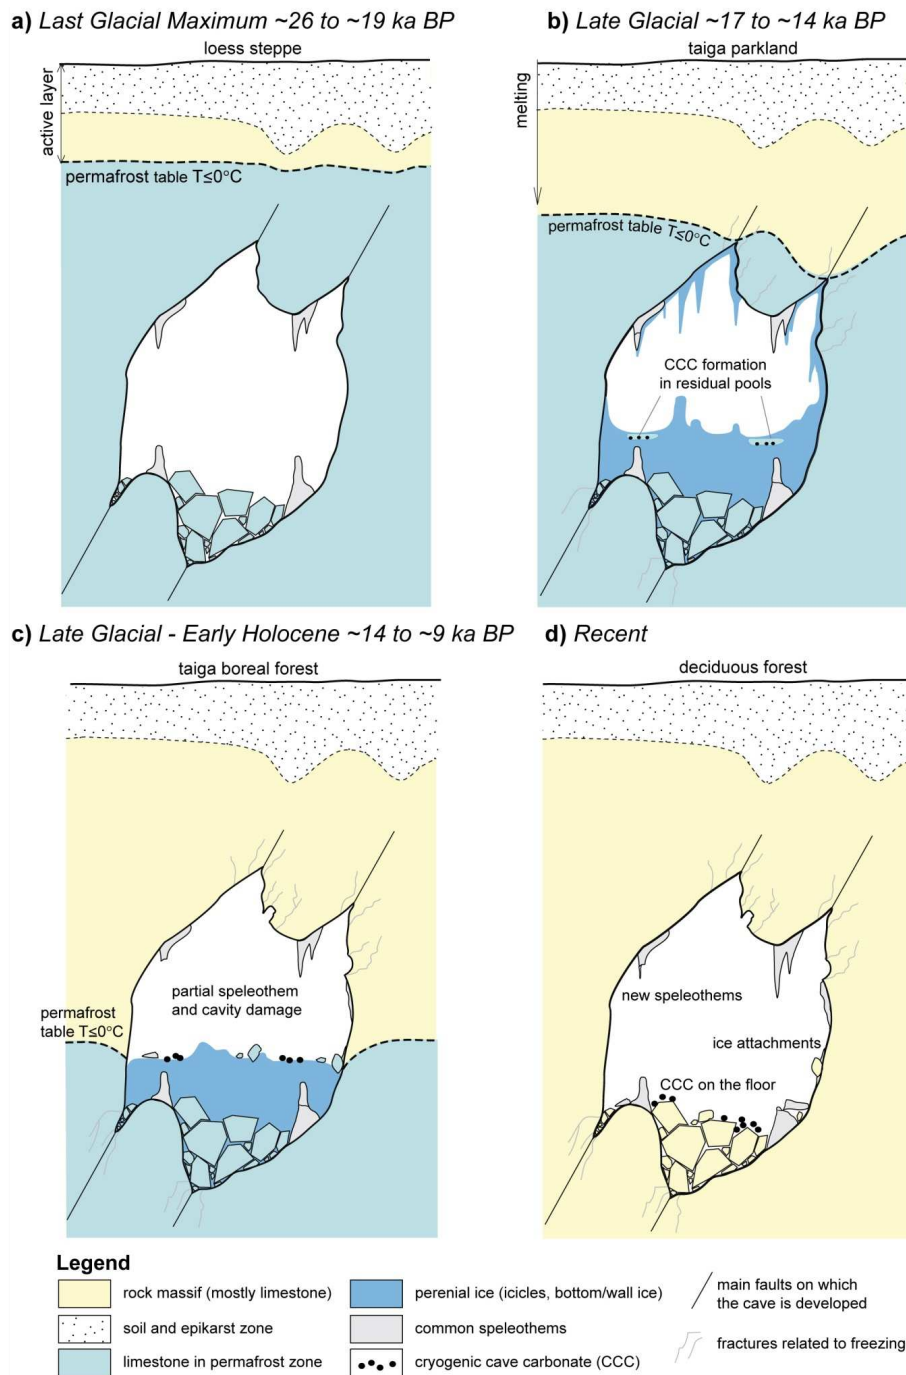 a) Last Glacial Maximum ~26 to ~19 ka BP
loess steppe
active layer
permafrost table T≤0°C
b) Late Glacial ~17 to ~14 ka BP
taiga parkland
melting
permafrost table T≤0°C
CCC formation
in residual pools
c) Late Glacial - Early Holocene ~14 to ~9 ka BP
taiga boreal forest
partial speleothem
and cavity damage
permafrost
table T≤0°C
d) Recent
deciduous forest
new speleothems
ice attachments
CCC on the floor
Legend
rock massif (mostly limestone)
soil and epikarst zone
limestone in permafrost zone
perenial ice (icicles, bottom/wall ice)
common speleothems
cryogenic cave carbonate (CCC)
main faults on which
the cave is developed
fractures related to freezing